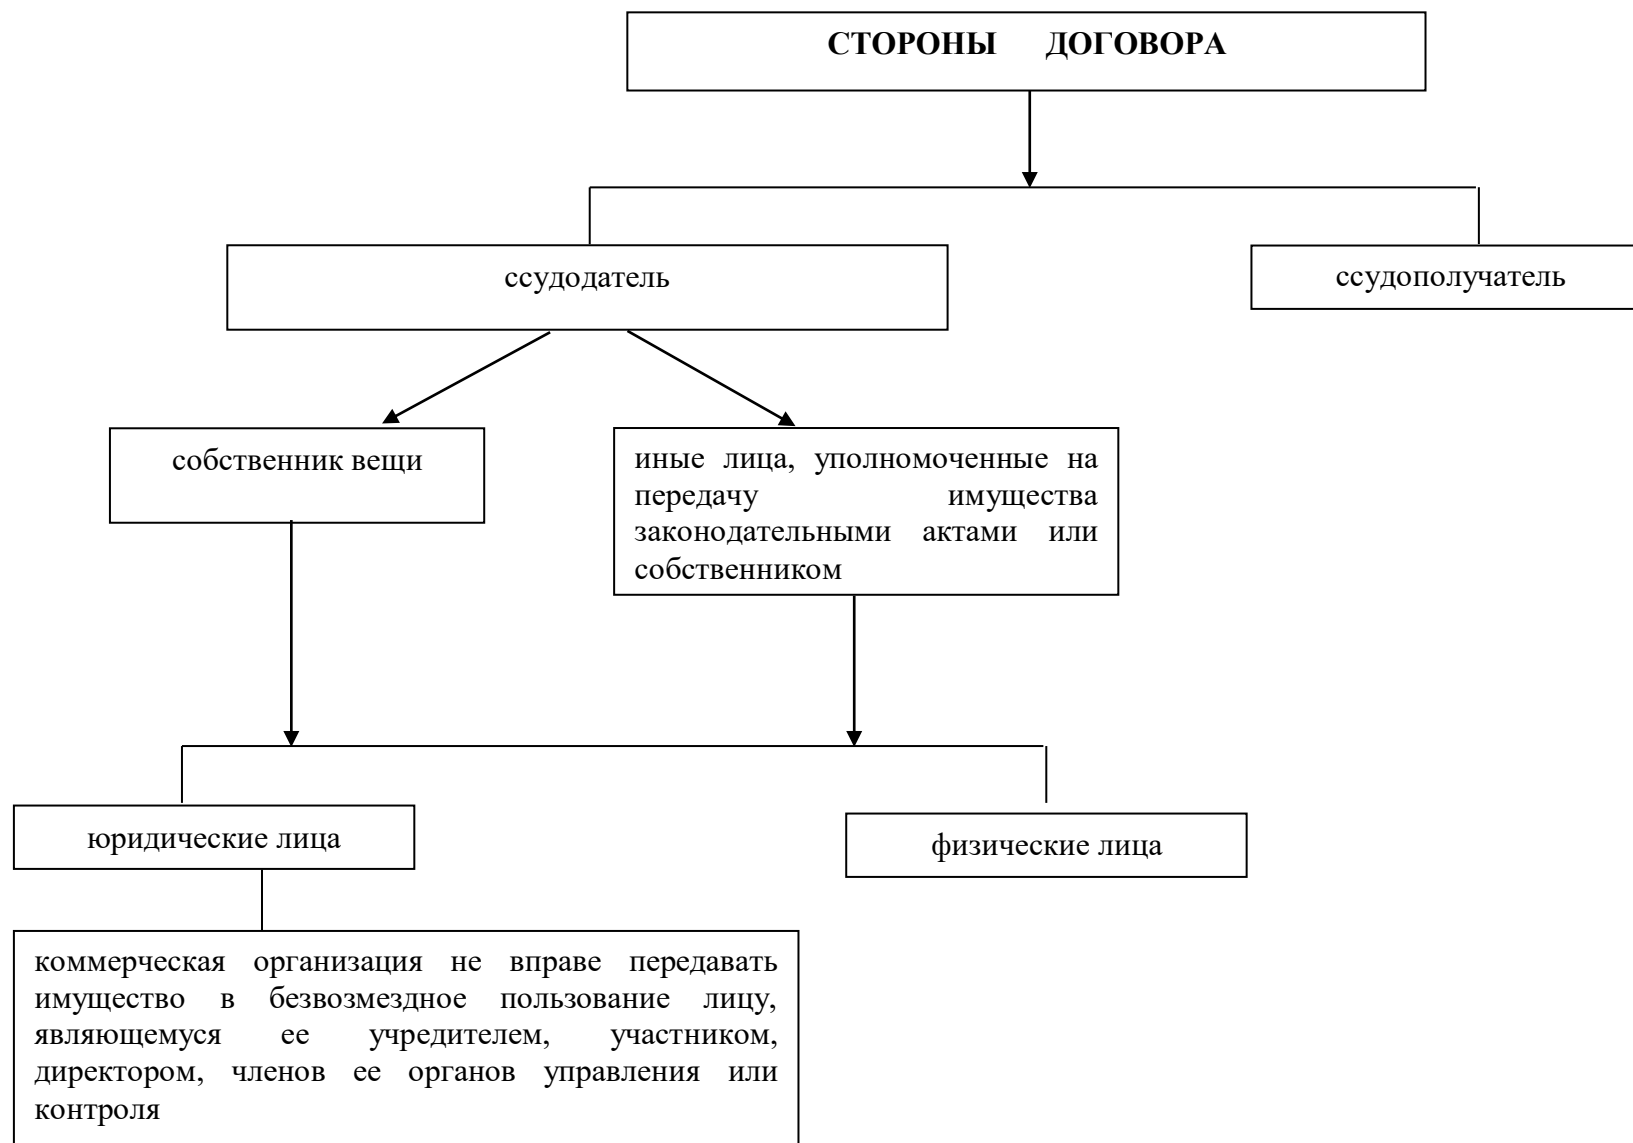 СТОРОНЫ ДОГОВОРА
ссудодатель
ссудополучатель
собственник вещи
иные лица, уполномоченные на
передачу имущества
законодательными актами или
собственником
юридические лица
физические лица
коммерческая организация не вправе передавать
имущество в безвозмездное пользование лицу,
являющемуся ее учредителем, участником,
директором, членов ее органов управления или
контроля